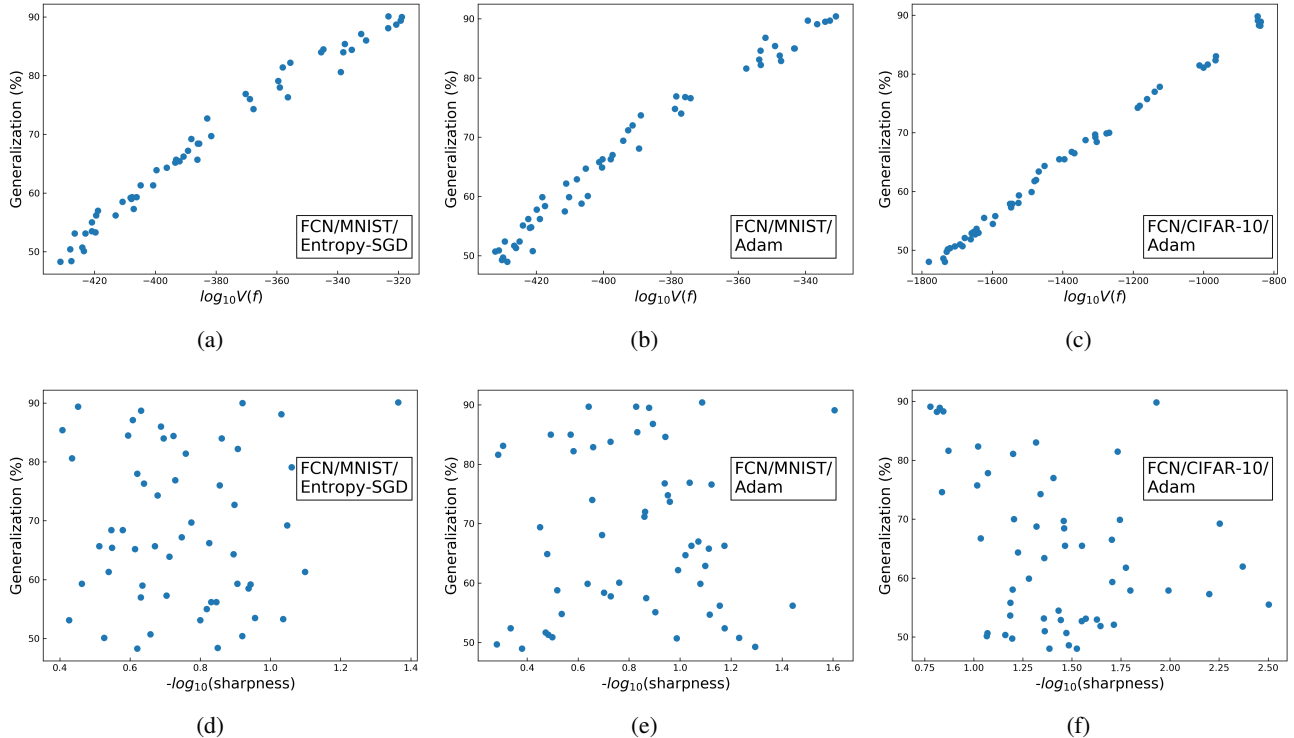 90
80
70
60
50
Generalization (%)
FCN/MNIST/
Entropy-SGD
−420 −400 −380 −360 −340 −320
log₁₀V(f)
(a)
90
80
70
60
50
Generalization (%)
FCN/MNIST/
Adam
−420 −400 −380 −360 −340
log₁₀V(f)
(b)
90
80
70
60
50
Generalization (%)
FCN/CIFAR-10/
Adam
−1800 −1600 −1400 −1200 −1000 −800
log₁₀V(f)
(c)
90
80
70
60
50
Generalization (%)
FCN/MNIST/
Entropy-SGD
0.4 0.6 0.8 1.0 1.2 1.4
-log₁₀(sharpness)
(d)
90
80
70
60
50
Generalization (%)
FCN/MNIST/
Adam
0.4 0.6 0.8 1.0 1.2 1.4 1.6
-log₁₀(sharpness)
(e)
90
80
70
60
50
Generalization (%)
FCN/CIFAR-10/
Adam
0.75 1.00 1.25 1.50 1.75 2.00 2.25 2.50
-log₁₀(sharpness)
(f)